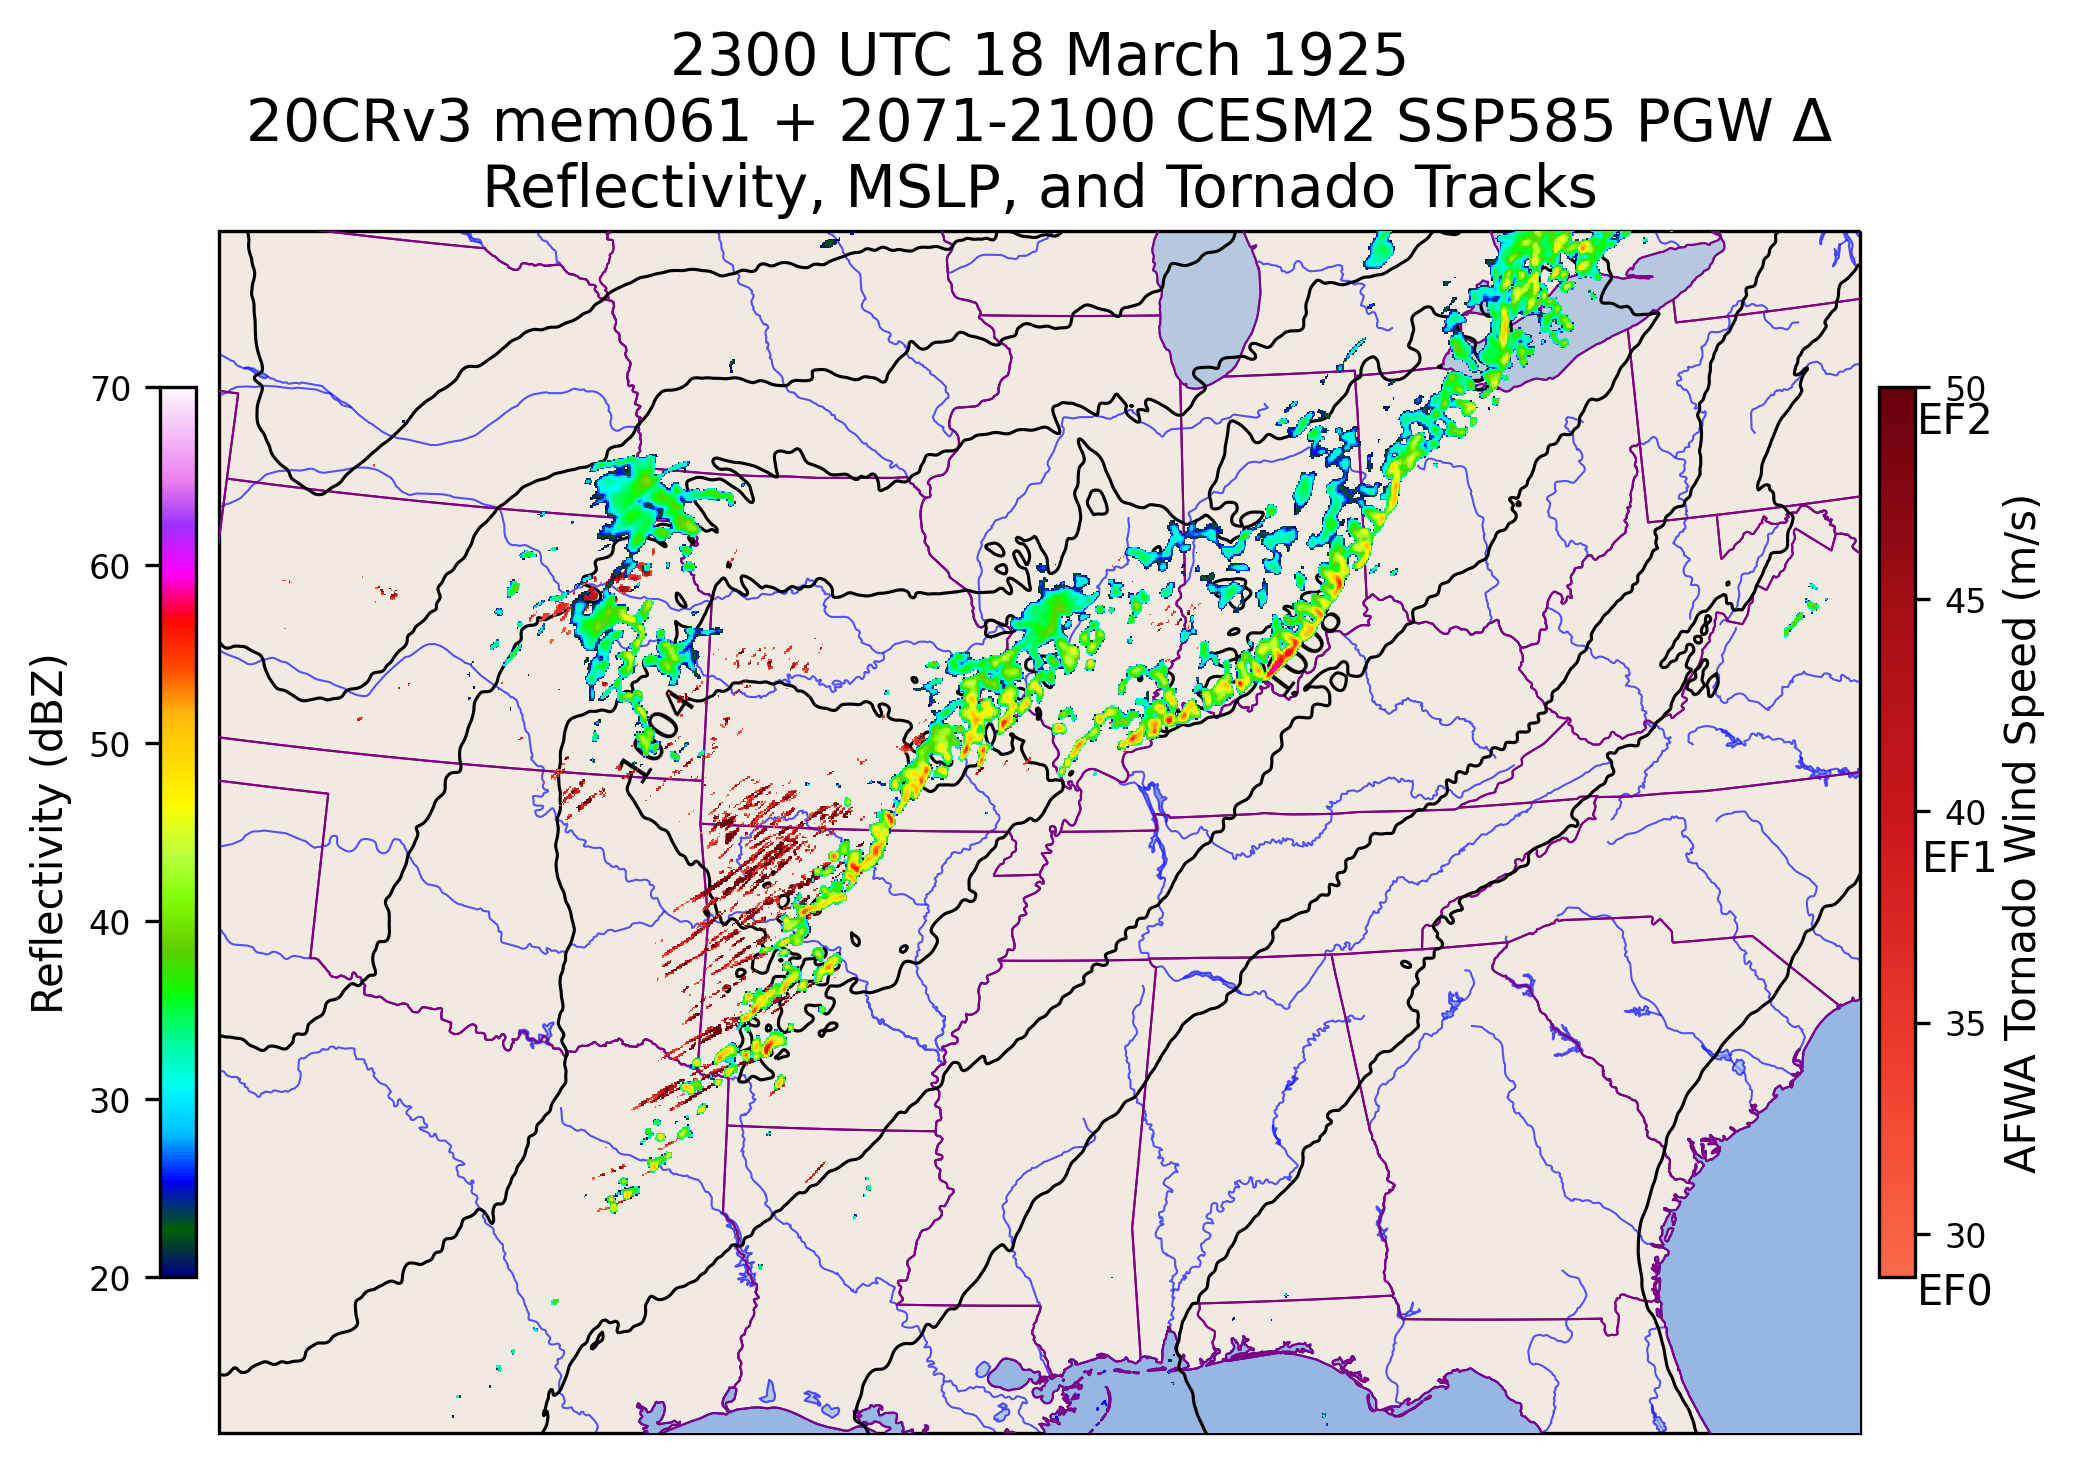 2300 UTC 18 March 1925
20CRv3 mem061 + 2071-2100 CESM2 SSP585 PGW Δ
Reflectivity, MSLP, and Tornado Tracks
Reflectivity (dBZ)
70
60
50
40
30
20
1004
1008
50
EF2
45
40
EF1
35
30
EF0
AFWA Tornado Wind Speed (m/s)